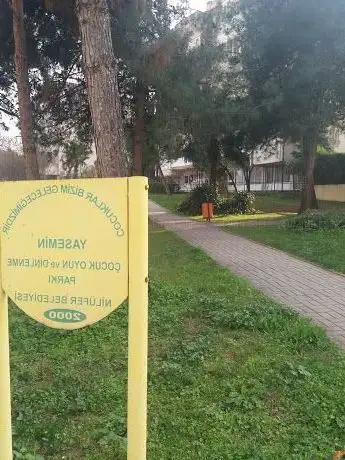 ÇOCUKLAR BİZİM GELECEĞİMİZDİR
YASEMİN
ÇOCUK OYUN ve DİNLENME
PARKI
NİLÜFER BELEDİYESİ
2000